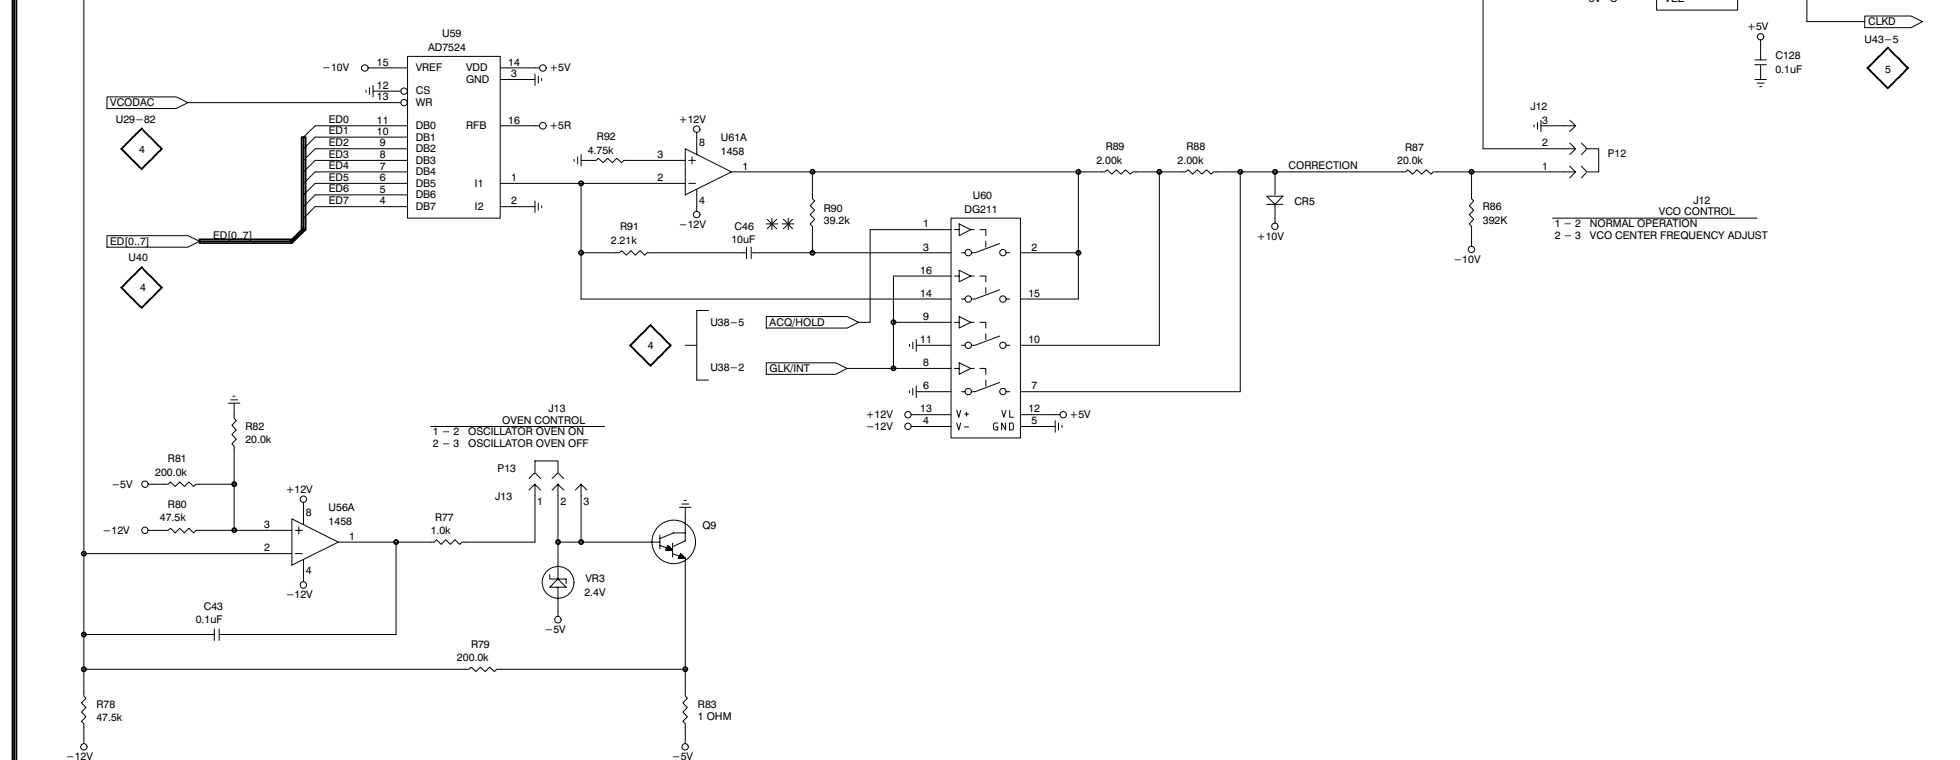 -5V
VEE
CLKD
U43-5
5
+5V
C128
0.1uF
U59
AD7524
-10V
15
VREF
VDD
14
+5V
GND
3
12
CS
13
WR
VCODAC
U29-82
4
ED0
11
DB0
RFB
16
+5R
ED1
10
DB1
ED2
9
DB2
ED3
8
DB3
ED4
7
DB4
ED5
6
DB5
I1
1
ED6
5
DB6
ED7
4
DB7
I2
2
ED[0..7]
ED[0..7]
U40
4
R92
4.75k
+12V
8
U61A
1458
3
+
2
-
1
4
-12V
R91
2.21k
C46
10uF
**
R90
39.2k
R89
2.00k
R88
2.00k
CORRECTION
CR5
+10V
R87
20.0k
R86
392K
-10V
J12
3
2
1
P12
J12
VCO CONTROL
1 - 2 NORMAL OPERATION
2 - 3 VCO CENTER FREQUENCY ADJUST
U60
DG211
1
3
2
16
14
15
9
11
10
8
6
7
+12V
13
V+
VL
12
+5V
-12V
4
V-
GND
5
4
U38-5
ACQ/HOLD
U38-2
GLK/INT
R82
20.0k
R81
200.0k
-5V
R80
47.5k
-12V
+12V
8
U56A
1458
3
+
2
-
1
4
-12V
C43
0.1uF
R77
1.0k
J13
OVEN CONTROL
1 - 2 OSCILLATOR OVEN ON
2 - 3 OSCILLATOR OVEN OFF
P13
J13
1
2
3
Q9
VR3
2.4V
-5V
R79
200.0k
R78
47.5k
-12V
R83
1 OHM
-5V